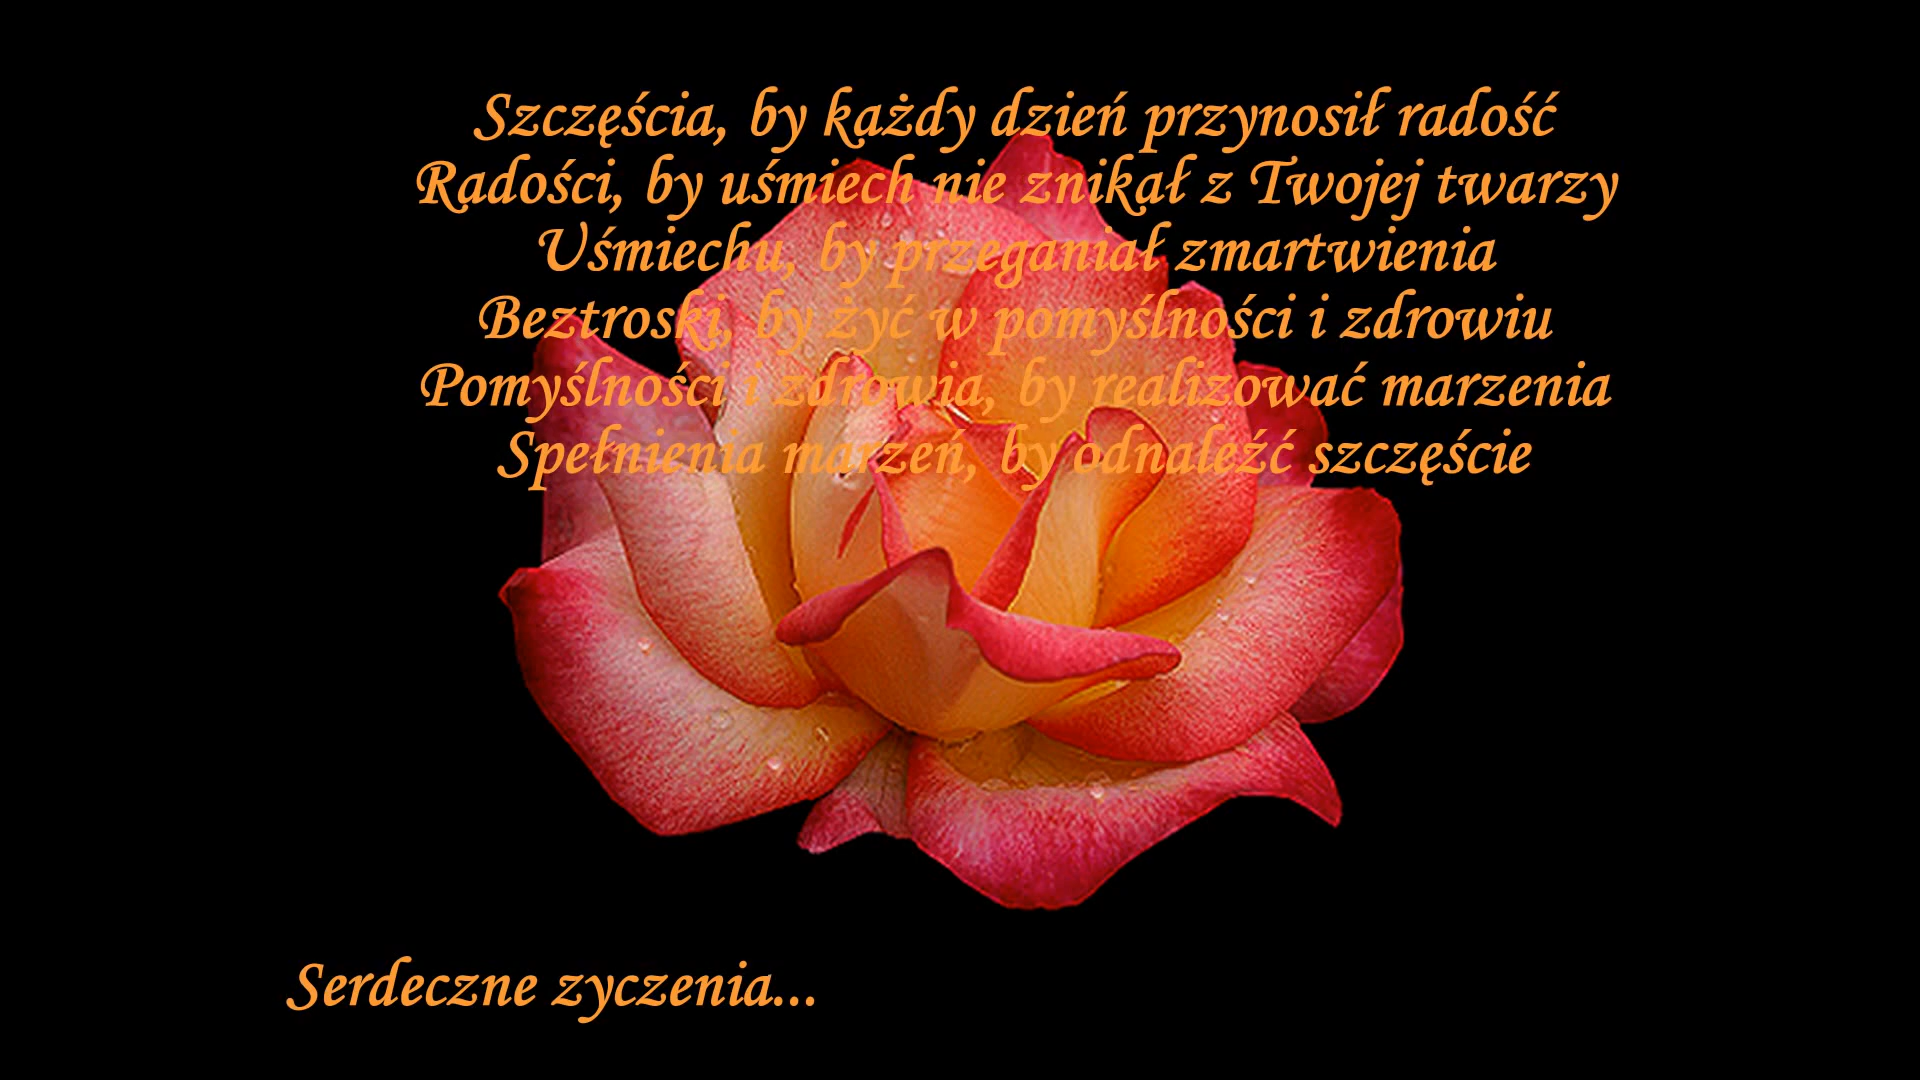 Szczęścia, by każdy dzień przynosił radość
Radości, by uśmiech nie znikał z Twojej twarzy
Uśmiechu, by przeganiał zmartwienia
Beztroski, by żyć w pomyślności i zdrowiu
Pomyślności i zdrowia, by realizować marzenia
Spełnienia marzeń, by odnaleźć szczęście
Serdeczne zyczenia...